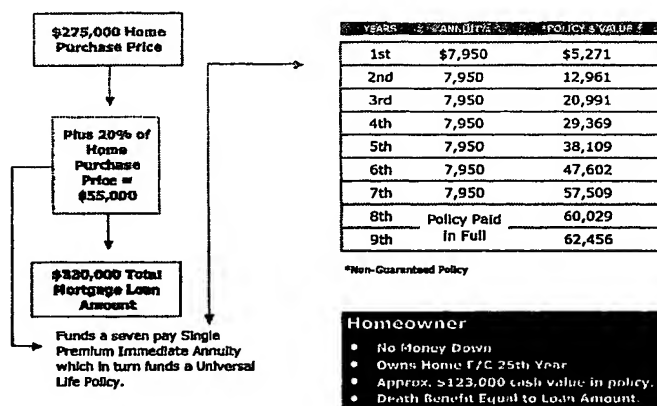 $275,000 Home
Purchase Price
Plus 20% of
Home
Purchase
Price =
$55,000
Total
Mortgage Loan
Amount
Funds a seven pay Single
Premium Immediate Annuity
which in turn funds a Universal
Life Policy.
YEARS ANNUITY *POLICY $ VALUE
1st $7,950 $5,271
2nd 7,950 12,961
3rd 7,950 20,991
4th 7,950 29,369
5th 7,950 38,109
6th 7,950 47,602
7th 7,950 57,509
8th Policy Paid 60,029
9th in Full 62,456
*Non-Guaranteed Policy
Homeowner
• No Money Down
• Owns Home F/C 25th Year
• Approx. $123,000 cash value in policy.
• Death Benefit Equal to Loan Amount.